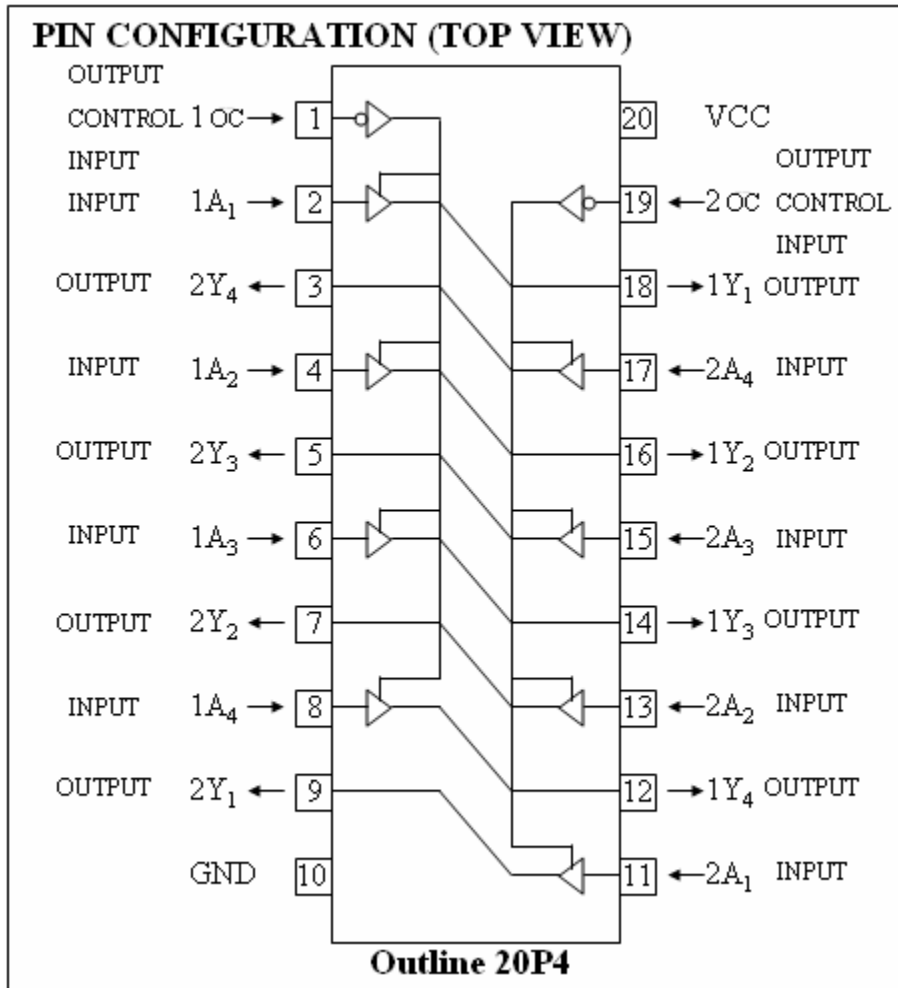 PIN CONFIGURATION (TOP VIEW)
OUTPUT
CONTROL 1 O̅C̅ 1 20 VCC
INPUT OUTPUT
INPUT 1A₁ 2 19 2 O̅C̅ CONTROL
INPUT
OUTPUT 2Y₄ 3 18 1Y₁ OUTPUT
INPUT 1A₂ 4 17 2A₄ INPUT
OUTPUT 2Y₃ 5 16 1Y₂ OUTPUT
INPUT 1A₃ 6 15 2A₃ INPUT
OUTPUT 2Y₂ 7 14 1Y₃ OUTPUT
INPUT 1A₄ 8 13 2A₂ INPUT
OUTPUT 2Y₁ 9 12 1Y₄ OUTPUT
GND 10 11 2A₁ INPUT
Outline 20P4